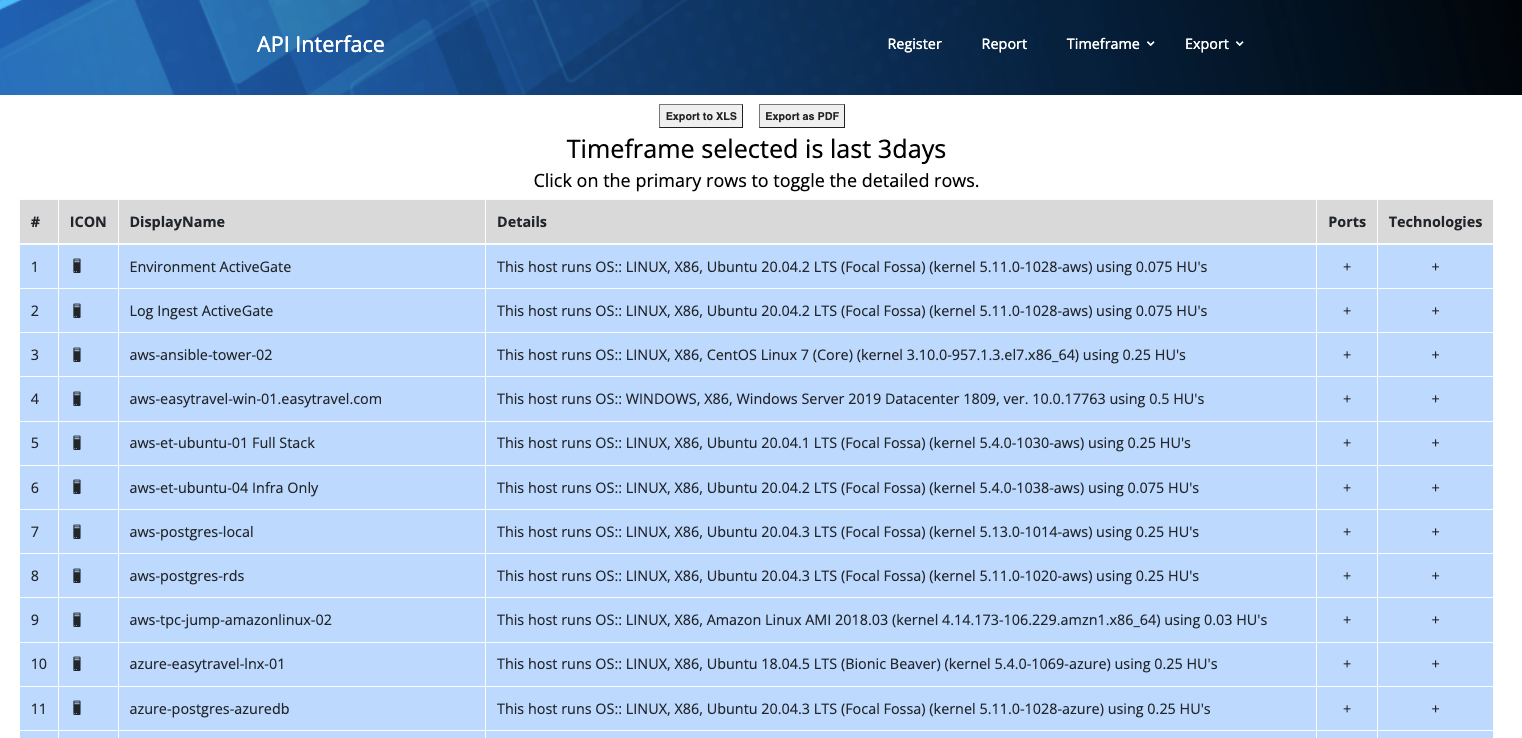 API Interface Register Report Timeframe Export
Export to XLS Export as PDF
Timeframe selected is last 3days
Click on the primary rows to toggle the detailed rows.
# ICON DisplayName Details Ports Technologies
1 Environment ActiveGate This host runs OS:: LINUX, X86, Ubuntu 20.04.2 LTS (Focal Fossa) (kernel 5.11.0-1028-aws) using 0.075 HU's + +
2 Log Ingest ActiveGate This host runs OS:: LINUX, X86, Ubuntu 20.04.2 LTS (Focal Fossa) (kernel 5.11.0-1028-aws) using 0.075 HU's + +
3 aws-ansible-tower-02 This host runs OS:: LINUX, X86, CentOS Linux 7 (Core) (kernel 3.10.0-957.1.3.el7.x86_64) using 0.25 HU's + +
4 aws-easytravel-win-01.easytravel.com This host runs OS:: WINDOWS, X86, Windows Server 2019 Datacenter 1809, ver. 10.0.17763 using 0.5 HU's + +
5 aws-et-ubuntu-01 Full Stack This host runs OS:: LINUX, X86, Ubuntu 20.04.1 LTS (Focal Fossa) (kernel 5.4.0-1030-aws) using 0.25 HU's + +
6 aws-et-ubuntu-04 Infra Only This host runs OS:: LINUX, X86, Ubuntu 20.04.2 LTS (Focal Fossa) (kernel 5.4.0-1038-aws) using 0.075 HU's + +
7 aws-postgres-local This host runs OS:: LINUX, X86, Ubuntu 20.04.3 LTS (Focal Fossa) (kernel 5.13.0-1014-aws) using 0.25 HU's + +
8 aws-postgres-rds This host runs OS:: LINUX, X86, Ubuntu 20.04.3 LTS (Focal Fossa) (kernel 5.11.0-1020-aws) using 0.25 HU's + +
9 aws-tpc-jump-amazonlinux-02 This host runs OS:: LINUX, X86, Amazon Linux AMI 2018.03 (kernel 4.14.173-106.229.amzn1.x86_64) using 0.03 HU's + +
10 azure-easytravel-lnx-01 This host runs OS:: LINUX, X86, Ubuntu 18.04.5 LTS (Bionic Beaver) (kernel 5.4.0-1069-azure) using 0.25 HU's + +
11 azure-postgres-azuredb This host runs OS:: LINUX, X86, Ubuntu 20.04.3 LTS (Focal Fossa) (kernel 5.11.0-1028-azure) using 0.25 HU's + +